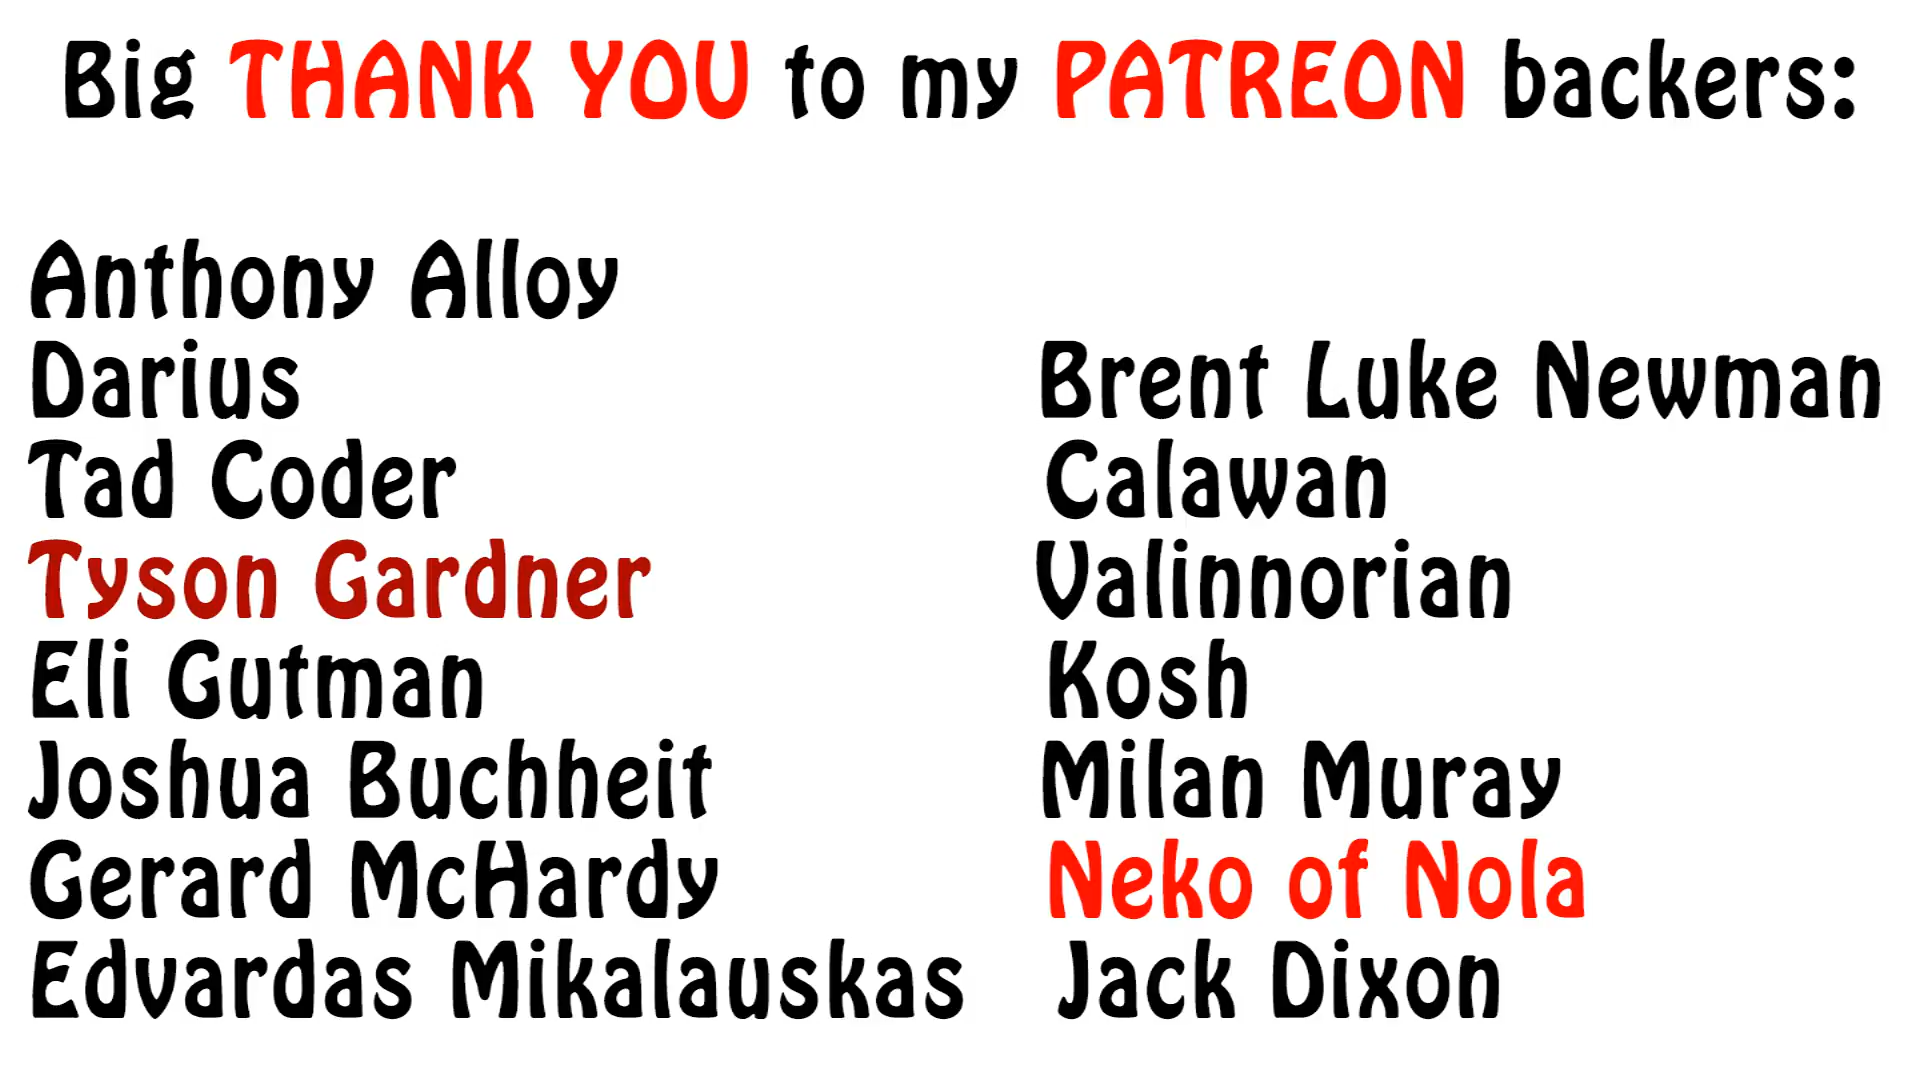 Big THANK YOU to my PATREON backers:
Anthony Alloy
Darius
Tad Coder
Tyson Gardner
Eli Gutman
Joshua Buchheit
Gerard McHardy
Edvardas Mikalauskas
Brent Luke Newman
Calawan
Valinnorian
Kosh
Milan Muray
Neko of Nola
Jack Dixon